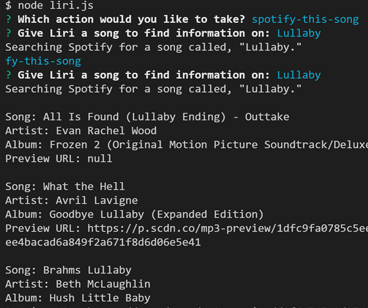 $ node liri.js
? Which action would you like to take? spotify-this-song
? Give Liri a song to find information on: Lullaby
Searching Spotify for a song called, "Lullaby."
fy-this-song
? Give Liri a song to find information on: Lullaby
Searching Spotify for a song called, "Lullaby."
Song: All Is Found (Lullaby Ending) - Outtake
Artist: Evan Rachel Wood
Album: Frozen 2 (Original Motion Picture Soundtrack/Deluxe
Preview URL: null
Song: What the Hell
Artist: Avril Lavigne
Album: Goodbye Lullaby (Expanded Edition)
Preview URL: https://p.scdn.co/mp3-preview/1dfc9fa0785c5ee
ee4bacad6a849f2a671f8d6d06e5e41
Song: Brahms Lullaby
Artist: Beth McLaughlin
Album: Hush Little Baby